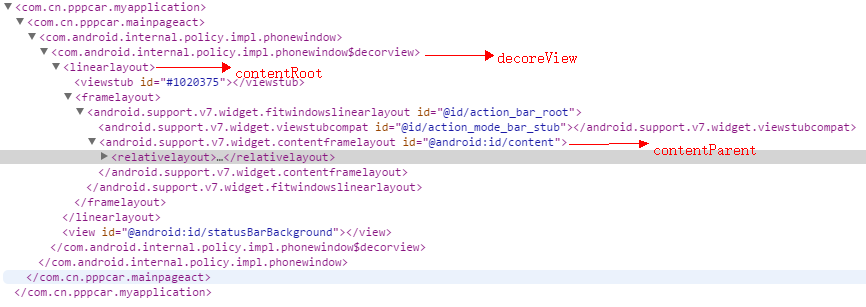 <com.cn.pppcar.myapplication>
<com.cn.pppcar.mainpageact>
<com.android.internal.policy.impl.phonewindow>
<com.android.internal.policy.impl.phonewindow$decorview> decoreView
<linearlayout> contentRoot
<viewstub id="#1020375"></viewstub>
<framelayout>
<android.support.v7.widget.fitwindowslinearlayout id="@id/action_bar_root">
<android.support.v7.widget.viewstubcompat id="@id/action_mode_bar_stub"></android.support.v7.widget.viewstubcompat>
<android.support.v7.widget.contentframelayout id="@android:id/content"> contentParent
<relativelayout>…</relativelayout>
</android.support.v7.widget.contentframelayout>
</android.support.v7.widget.fitwindowslinearlayout>
</framelayout>
</linearlayout>
<view id="@android:id/statusBarBackground"></view>
</com.android.internal.policy.impl.phonewindow$decorview>
</com.android.internal.policy.impl.phonewindow>
</com.cn.pppcar.mainpageact>
</com.cn.pppcar.myapplication>